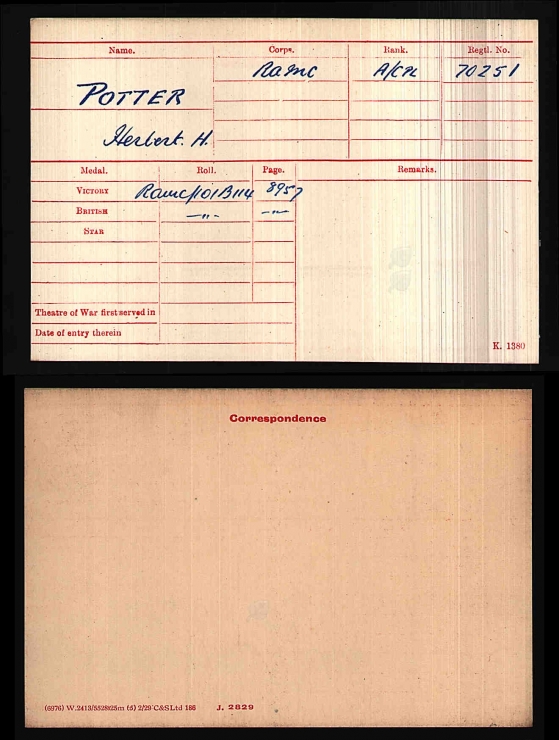 Name. Corps. Rank. Regtl. No.
RAMC A/CPL 70251
POTTER
Herbert. H.
Medal. Roll. Page. Remarks.
VICTORY RAMC/101B114 8957
BRITISH —"— —"—
STAR
Theatre of War first served in
Date of entry therein
K. 1380
Correspondence
(6976) W.2413/5528 25m (5) 2/29 C&SLtd 166 J. 2829